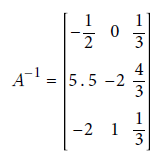 -1/2 0 1/3
A⁻¹ = 5.5 -2 4/3
-2 1 1/3